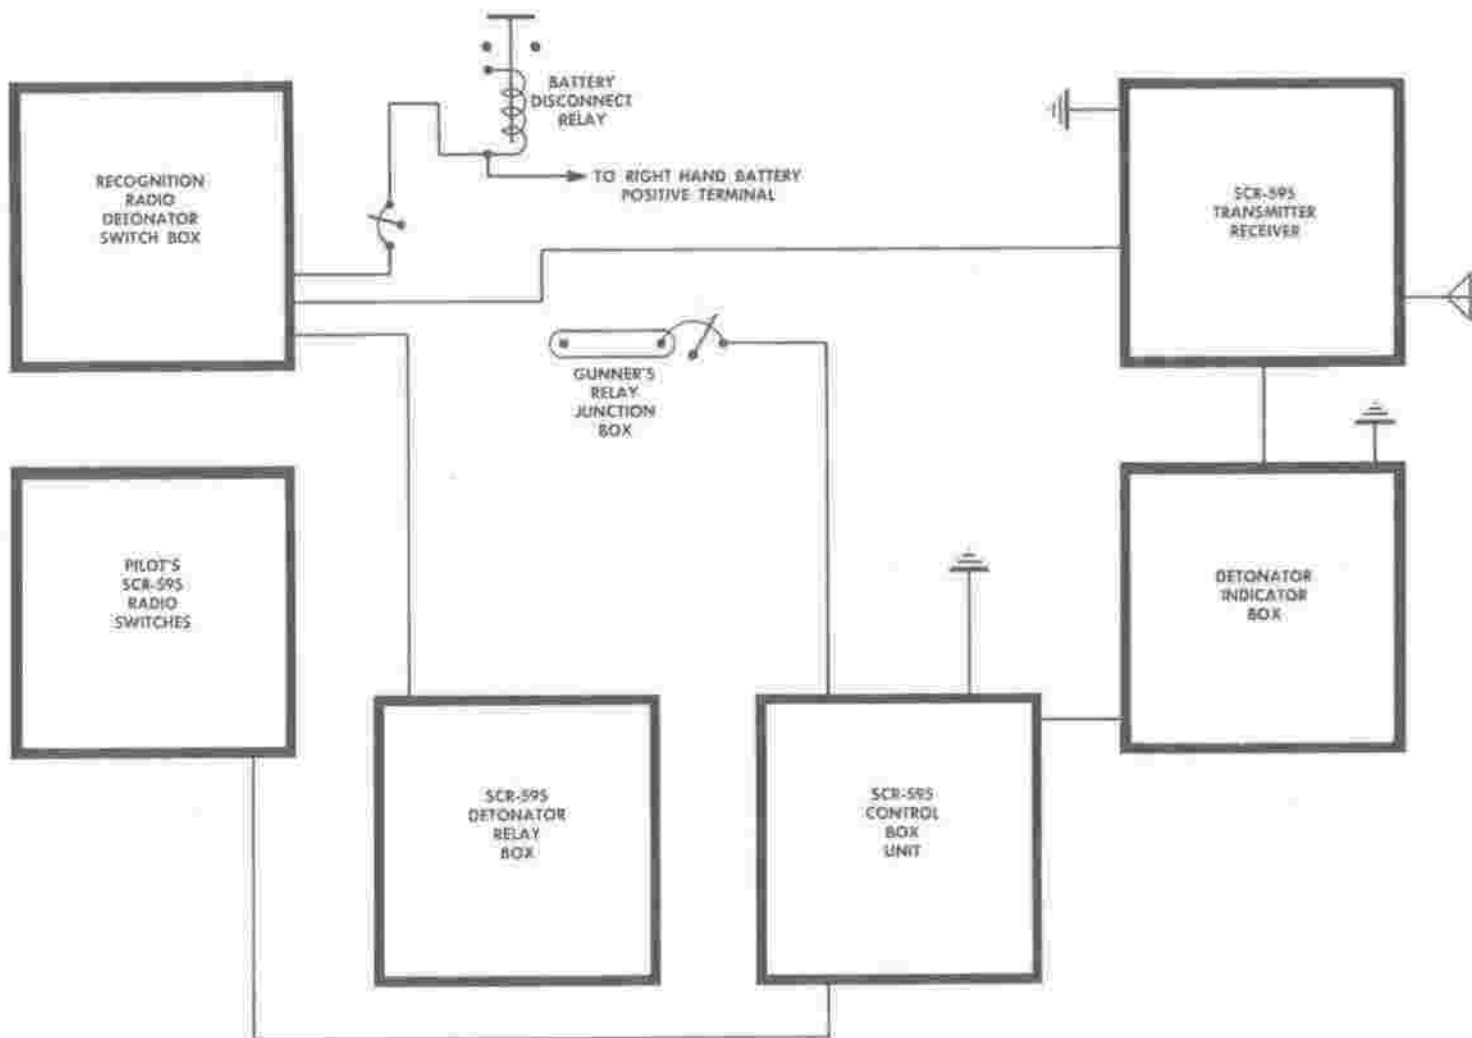 BATTERY
DISCONNECT
RELAY
TO RIGHT HAND BATTERY
POSITIVE TERMINAL
RECOGNITION
RADIO
DETONATOR
SWITCH BOX
SCR-595
TRANSMITTER
RECEIVER
GUNNER'S
RELAY
JUNCTION
BOX
PILOT'S
SCR-595
RADIO
SWITCHES
DETONATOR
INDICATOR
BOX
SCR-595
DETONATOR
RELAY
BOX
SCR-595
CONTROL
BOX
UNIT